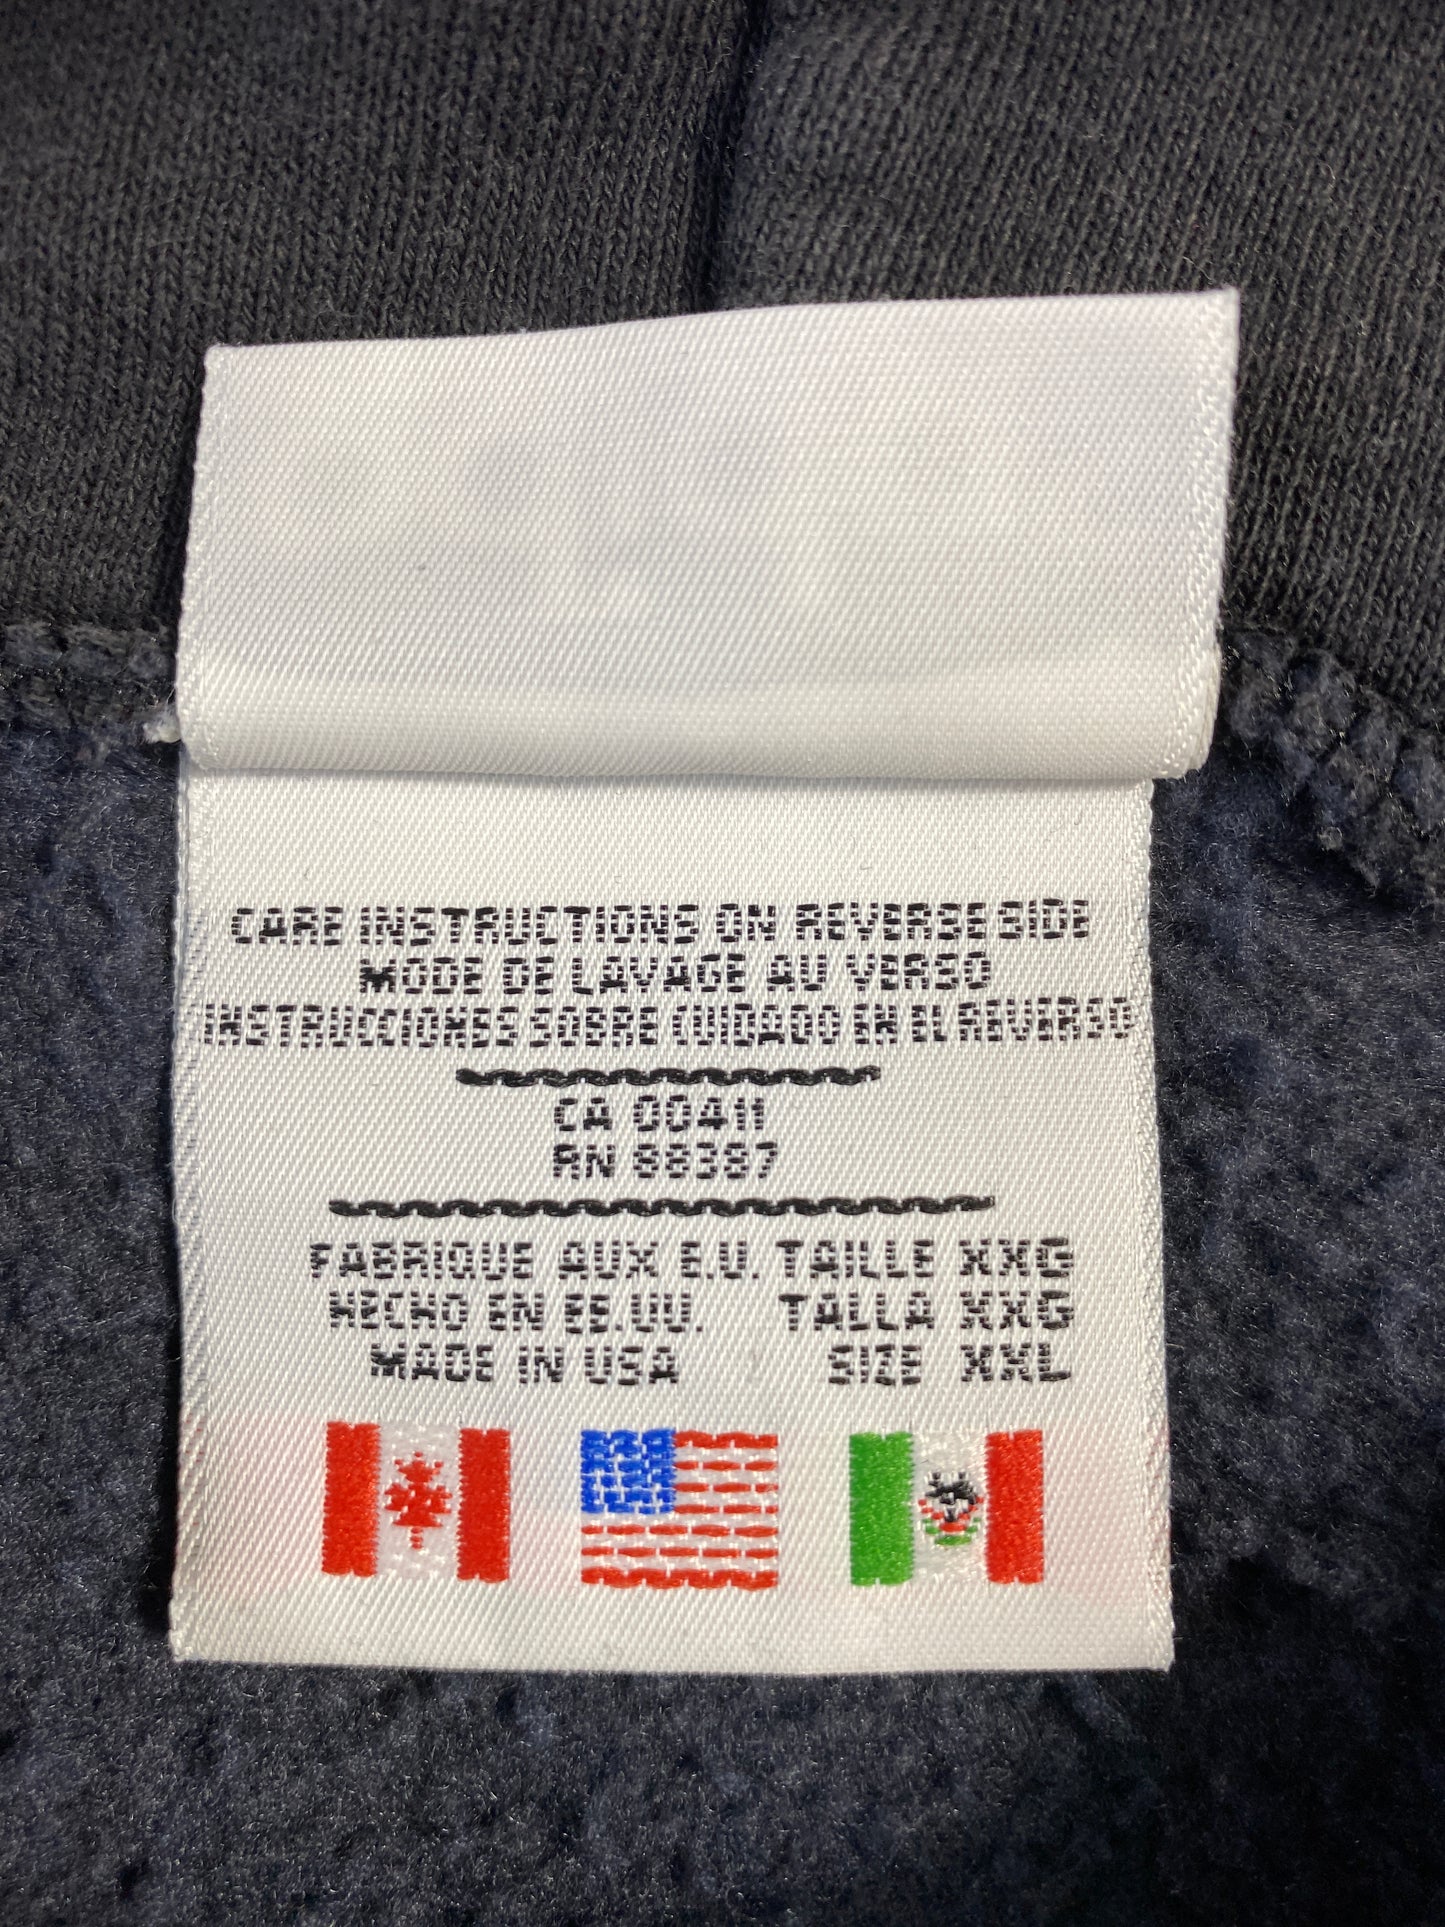 CARE INSTRUCTIONS ON REVERSE SIDE
MODE DE LAVAGE AU VERSO
INSTRUCCIONES SOBRE CUIDADO EN EL REVERSO
CA 00411
RN 88387
FABRIQUE AUX E.U. TAILLE XXG
HECHO EN EE.UU. TALLA XXG
MADE IN USA SIZE XXL